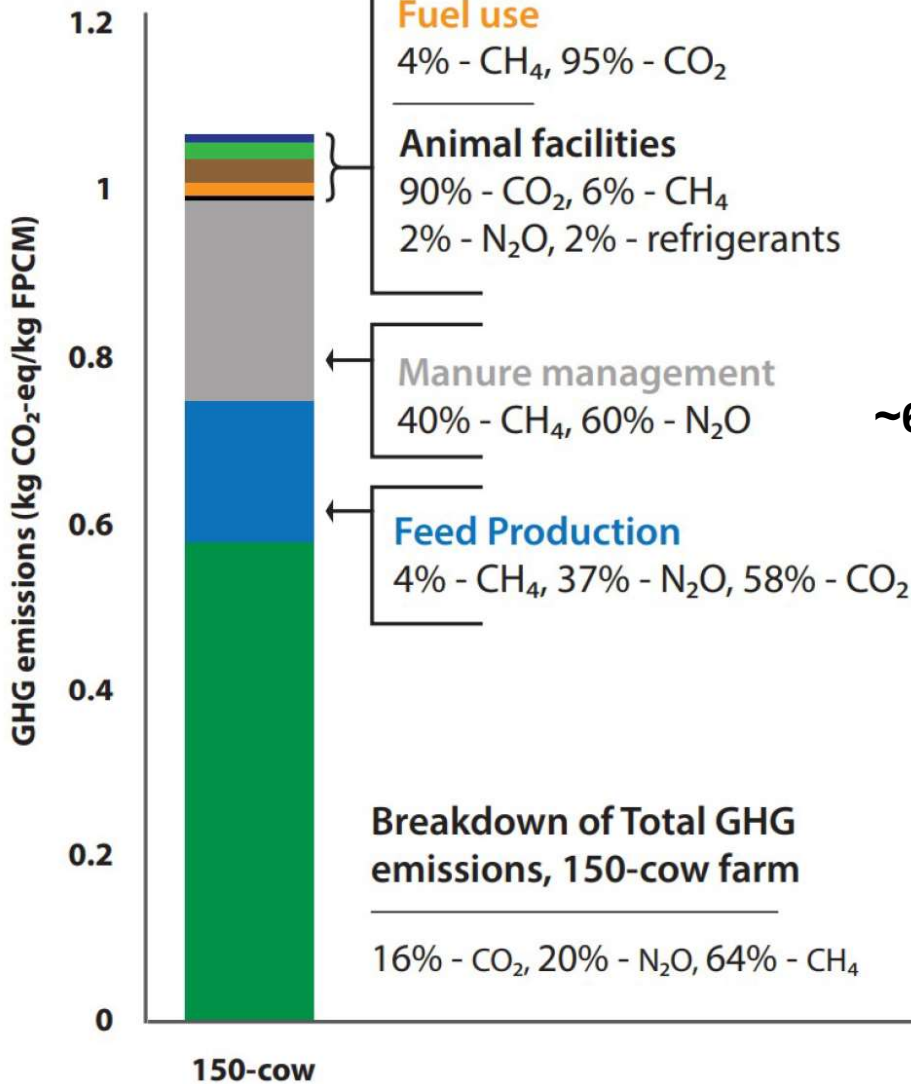 1.2
1
0.8
0.6
0.4
0.2
0
GHG emissions (kg CO₂-eq/kg FPCM)
150-cow
Fuel use
4% - CH₄, 95% - CO₂
Animal facilities
90% - CO₂, 6% - CH₄
2% - N₂O, 2% - refrigerants
Manure management
40% - CH₄, 60% - N₂O
Feed Production
4% - CH₄, 37% - N₂O, 58% - CO₂
Breakdown of Total GHG
emissions, 150-cow farm
16% - CO₂, 20% - N₂O, 64% - CH₄